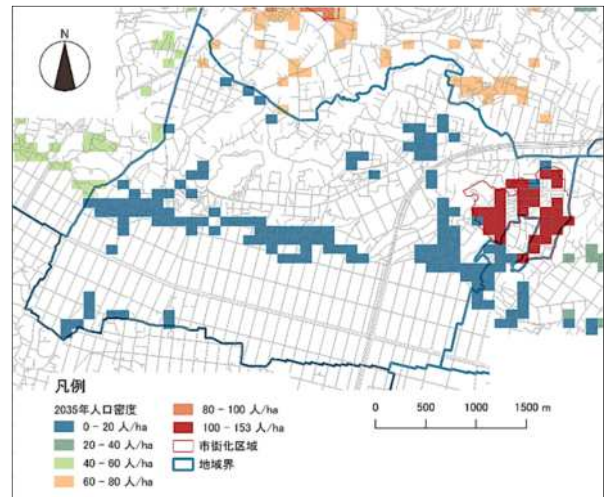 N
凡例
2035年人口密度
0 - 20 人/ha
20 - 40 人/ha
40 - 60 人/ha
60 - 80 人/ha
80 - 100 人/ha
100 - 153 人/ha
市街化区域
地域界
0 500 1000 1500 m